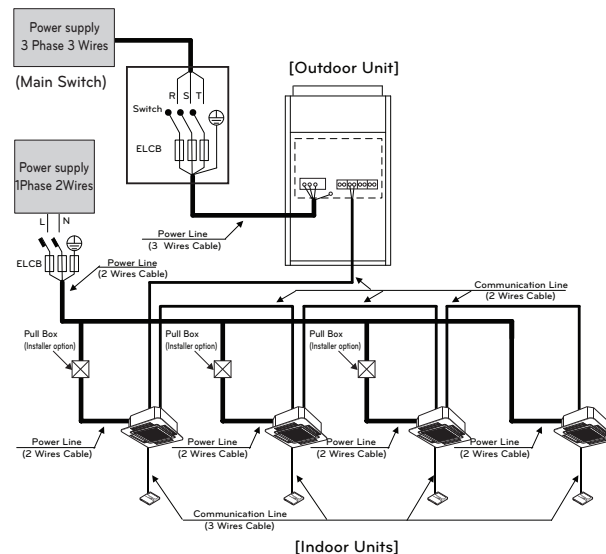 Power supply
3 Phase 3 Wires
(Main Switch)
R S T
Switch
ELCB
[Outdoor Unit]
Power supply
1Phase 2Wires
L N
ELCB
Power Line
(2 Wires Cable)
Power Line
(3 Wires Cable)
Communication Line
(2 Wires Cable)
Pull Box
(Installer option)
Pull Box
(Installer option)
Pull Box
(Installer option)
Power Line
(2 Wires Cable)
Power Line
(2 Wires Cable)
Power Line
(2 Wires Cable)
Power Line
(2 Wires Cable)
Communication Line
(3 Wires Cable)
[Indoor Units]